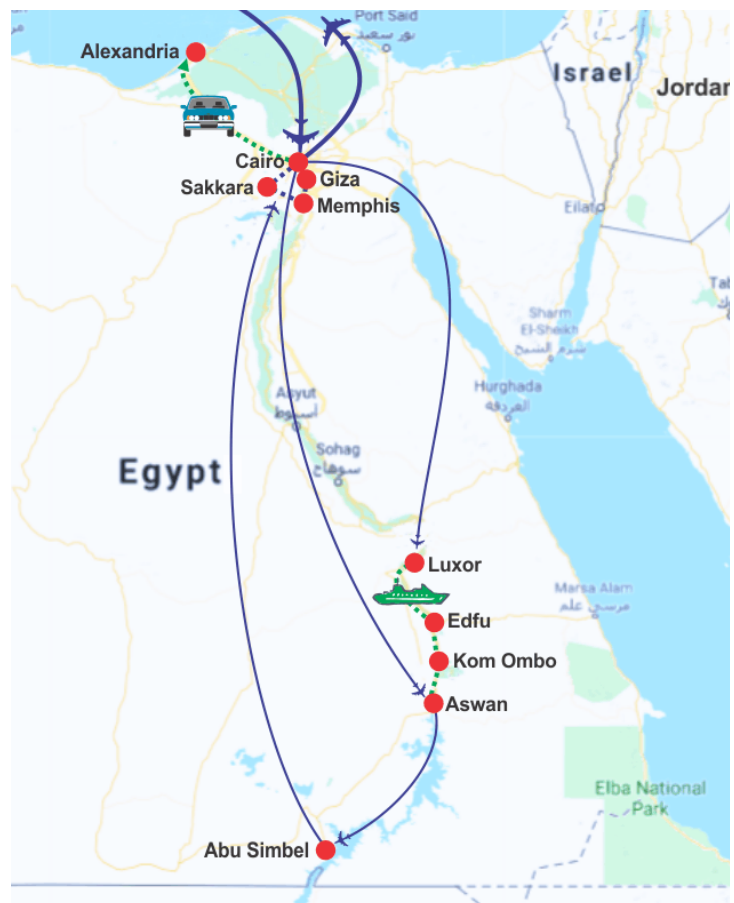 Port Said
بور سعيد
Alexandria
Israel
Jordan
Cairo
Giza
Sakkara
Memphis
Eilat
Sharm
El-Sheikh
شرم الشيخ
Hurghada
الغردقة
Asyut
أسيوط
Sohag
سوهاج
Egypt
Luxor
Marsa Alam
مرسى علم
Edfu
Kom Ombo
Aswan
Elba National
Park
Abu Simbel